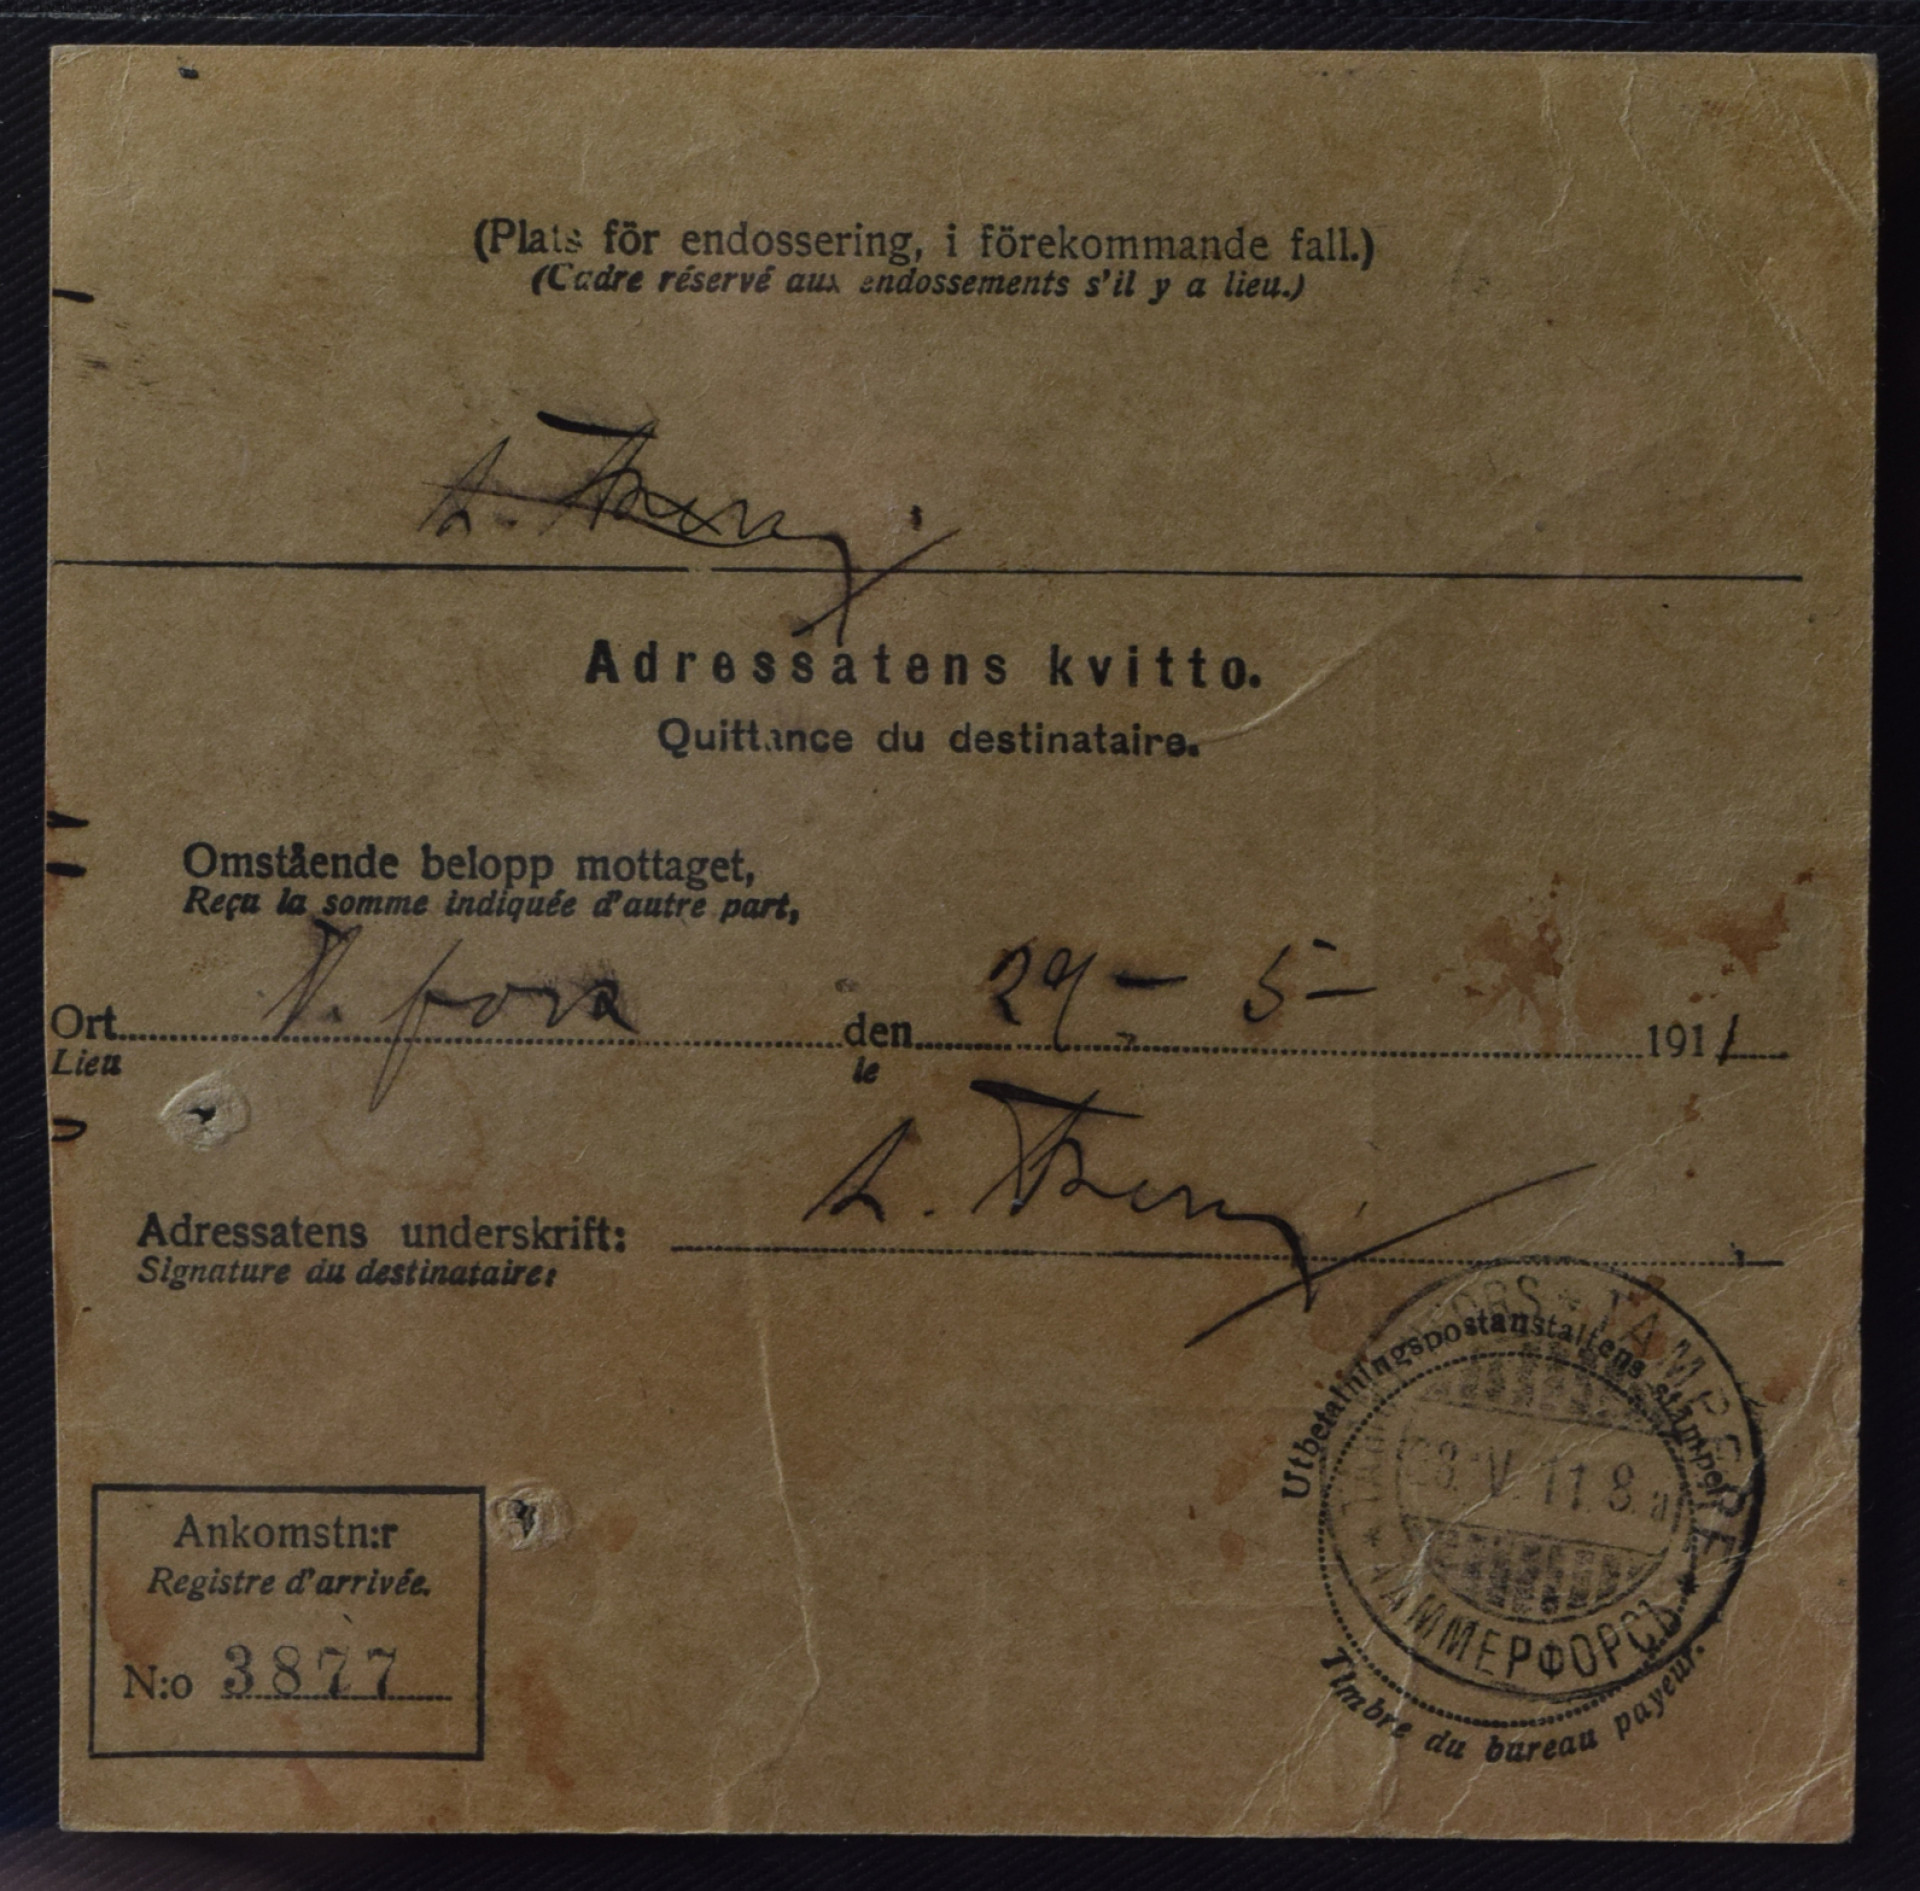 (Plats för endossering, i förekommande fall.)
(Cadre réservé aux endossements s'il y a lieu.)
Adressatens kvitto.
Quittance du destinataire.
Omstående belopp mottaget,
Reçu la somme indiquée d'autre part,
Ort T. fors den 29 - 5 - 1911
Lieu le
Adressatens underskrift:
Signature du destinataire:
Utbetalningspostanstaltens stämpel.
TAMPERE
V. 11. 8. a
ТАММЕРФОРСЪ
Timbre du bureau payeur.
Ankomstn:r
Registre d'arrivée.
N:o 3877